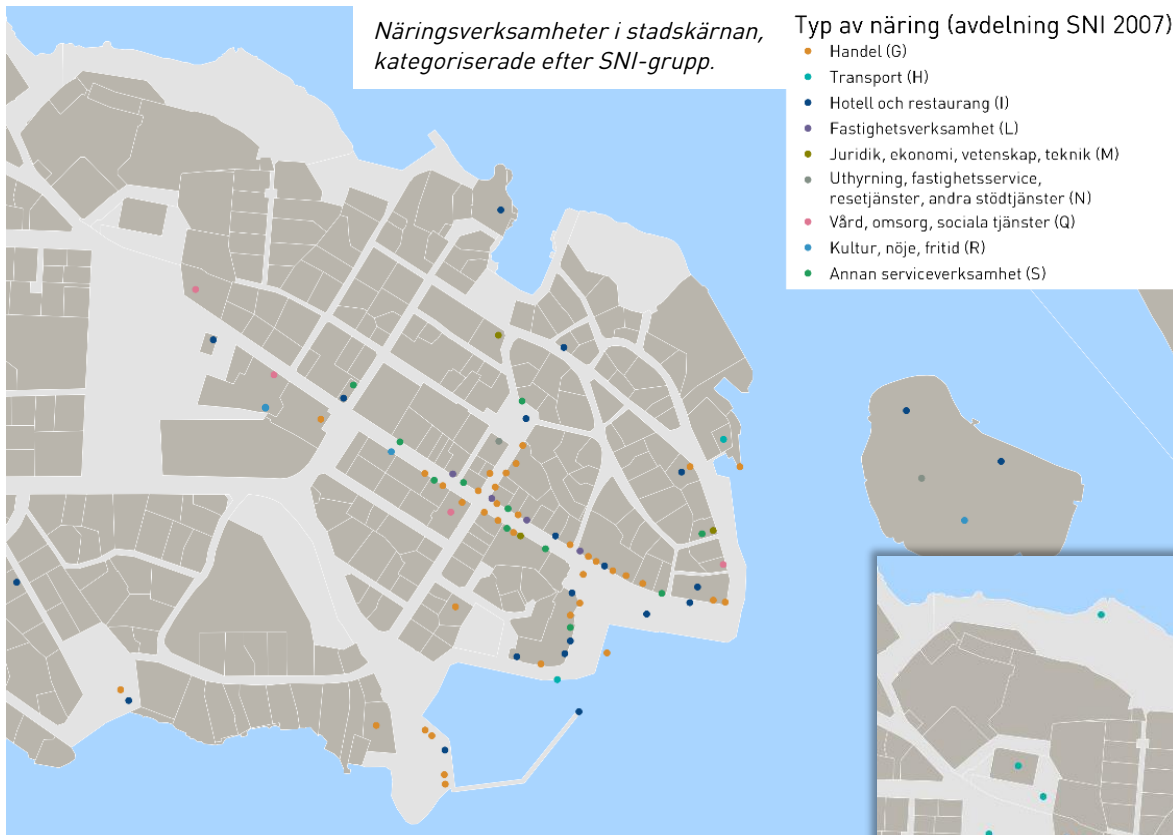 Näringsverksamheter i stadskärnan,
kategoriserade efter SNI-grupp.
Typ av näring (avdelning SNI 2007)
Handel (G)
Transport (H)
Hotell och restaurang (I)
Fastighetsverksamhet (L)
Juridik, ekonomi, vetenskap, teknik (M)
Uthyrning, fastighetsservice,
resetjänster, andra stödtjänster (N)
Vård, omsorg, sociala tjänster (Q)
Kultur, nöje, fritid (R)
Annan serviceverksamhet (S)